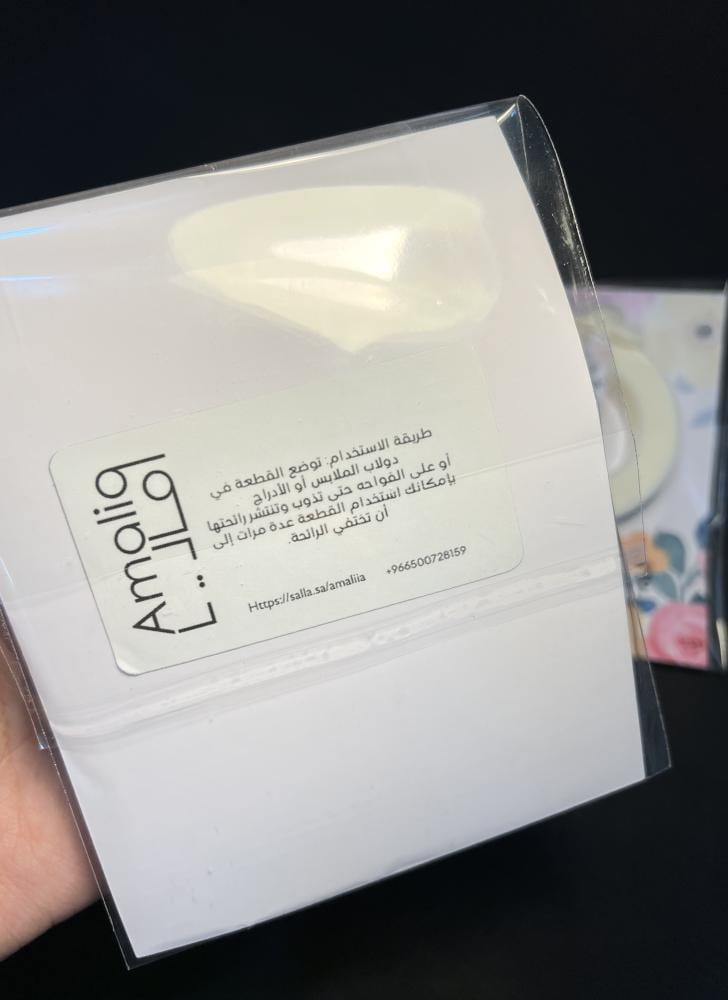 Amalia
أماليا
طريقة الاستخدام: توضع القطعة في
دولاب الملابس أو الأدراج
أو على الفواحه حتى تذوب وتنتشر رائحتها
بإمكانك استخدام القطعة عدة مرات إلى
أن تختفي الرائحة.
Https://salla.sa/amaliia
+966500728159